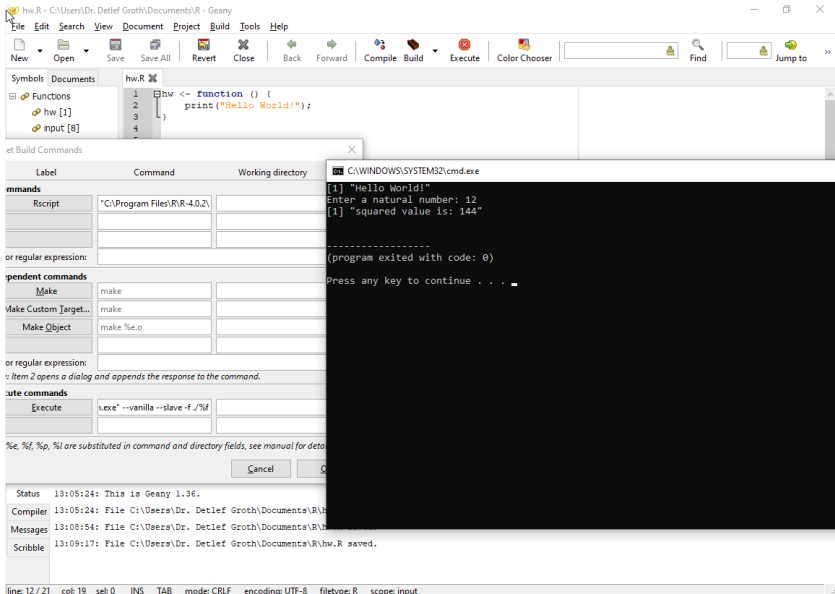 hw.R - C:\Users\Dr. Detlef Groth\Documents\R - Geany
File Edit Search View Document Project Build Tools Help
New Open Save Save All Revert Close Back Forward Compile Build Execute Color Chooser Find Jump to
Symbols Documents hw.R
Functions
hw [1]
input [8]
1 hw <- function () {
2 print("Hello World!");
3 }
4
et Build Commands
Label Command Working directory
mmands
Rscript "C:\Program Files\R\R-4.0.2\
or regular expression:
ependent commands
Make make
Make Custom Target... make
Make Object make %e.o
or regular expression:
: Item 2 opens a dialog and appends the response to the command.
cute commands
Execute \.exe" --vanilla --slave -f ./%f
%e, %f, %p, %l are substituted in command and directory fields, see manual for deta
Cancel O
C:\WINDOWS\SYSTEM32\cmd.exe
[1] "Hello World!"
Enter a natural number: 12
[1] "squared value is: 144"
------------------
(program exited with code: 0)
Press any key to continue . . .
Status 13:05:24: This is Geany 1.36.
Compiler 13:05:24: File C:\Users\Dr. Detlef Groth\Documents\R\h
Messages 13:08:54: File C:\Users\Dr. Detlef Groth\Documents\R\h
Scribble 13:09:17: File C:\Users\Dr. Detlef Groth\Documents\R\hw.R saved.
line: 12 / 21 col: 19 sel: 0 INS TAB mode: CRLF encoding: UTF-8 filetype: R scope: input